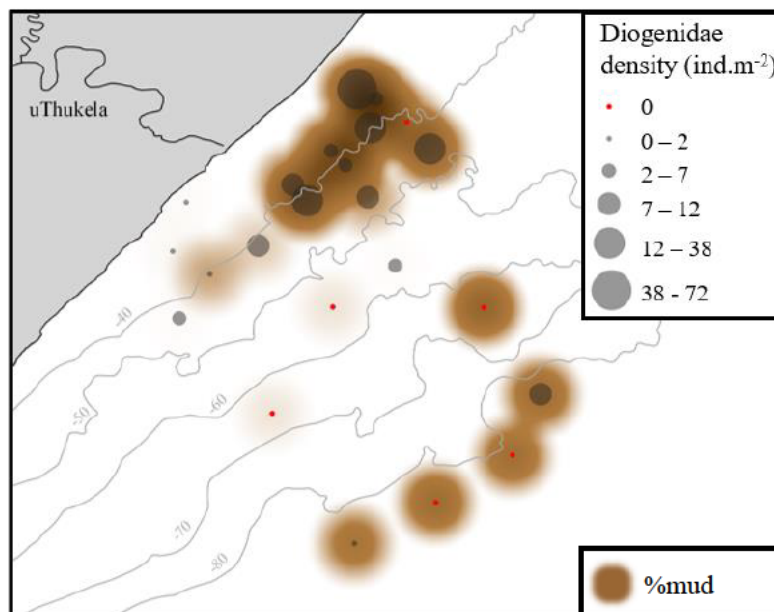 Diogenidae
density (ind.m⁻²)
0
0 – 2
2 – 7
7 – 12
12 – 38
38 - 72
uThukela
-40
-50
-60
-70
-80
%mud